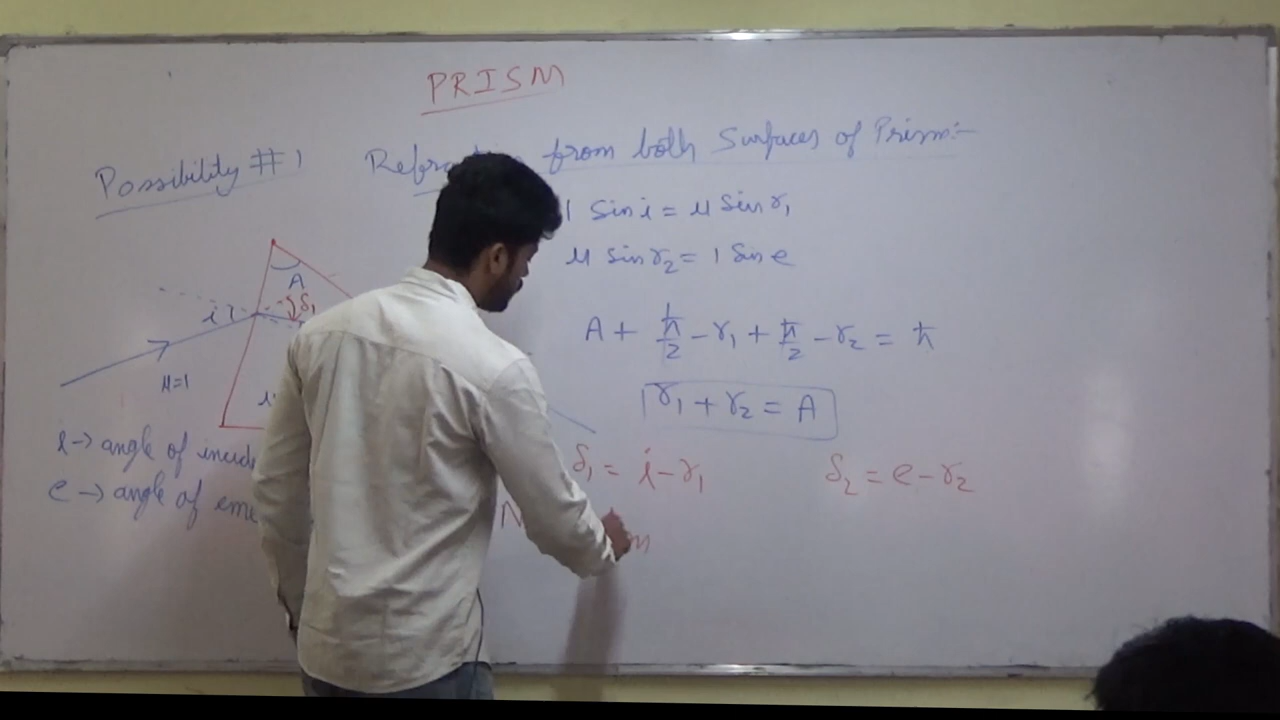 PRISM
Possibility #1
from both Surfaces of Prism:-
1 Sin i = μ Sin r₁
μ sin r₂ = 1 Sin e
A
δ₁
i
μ=1
A + π/2 - r₁ + π/2 - r₂ = π
r₁ + r₂ = A
i → angle of
e → angle of
δ₁ = i - r₁
δ₂ = e - r₂